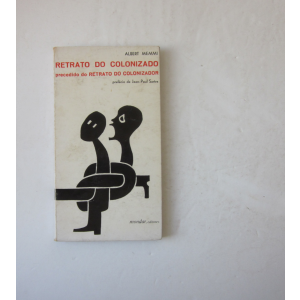 ALBERT MEMMI
RETRATO DO COLONIZADO
precedido do RETRATO DO COLONIZADOR
prefácio de Jean-Paul Sartre